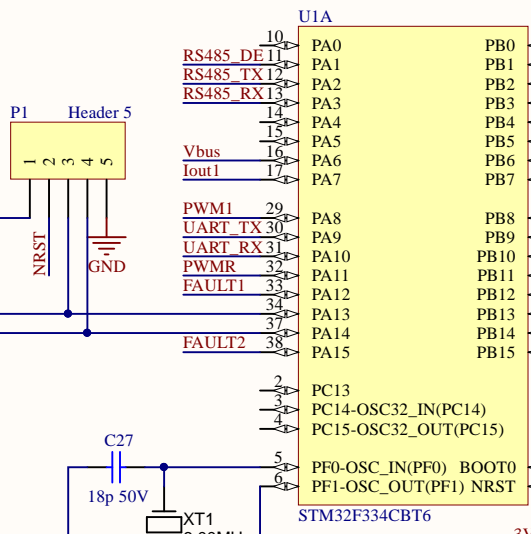 U1A
10 PA0 PB0
RS485_DE 11 PA1 PB1
RS485_TX 12 PA2 PB2
RS485_RX 13 PA3 PB3
14 PA4 PB4
15 PA5 PB5
Vbus 16 PA6 PB6
Iout1 17 PA7 PB7
PWM1 29 PA8 PB8
UART_TX 30 PA9 PB9
UART_RX 31 PA10 PB10
PWMR 32 PA11 PB11
FAULT1 33 PA12 PB12
34 PA13 PB13
37 PA14 PB14
FAULT2 38 PA15 PB15
2 PC13
3 PC14-OSC32_IN(PC14)
4 PC15-OSC32_OUT(PC15)
5 PF0-OSC_IN(PF0) BOOT0
6 PF1-OSC_OUT(PF1) NRST
STM32F334CBT6
P1 Header 5
1 2 3 4 5
NRST
GND
C27
18p 50V
XT1